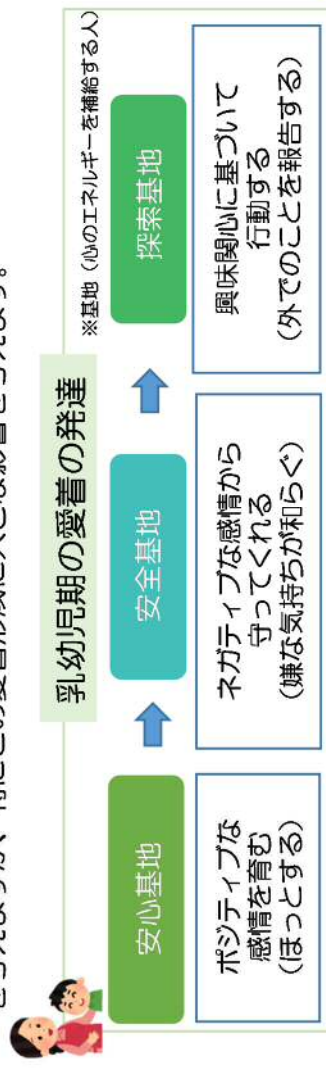 乳幼児期の愛着の発達
※基地（心のエネルギーを補給する人）
安心基地
ポジティブな
感情を育む
（ほっとする）
安全基地
ネガティブな感情から
守ってくれる
（嫌な気持ちが和らぐ）
探索基地
興味関心に基づいて
行動する
（外でのことを報告する）